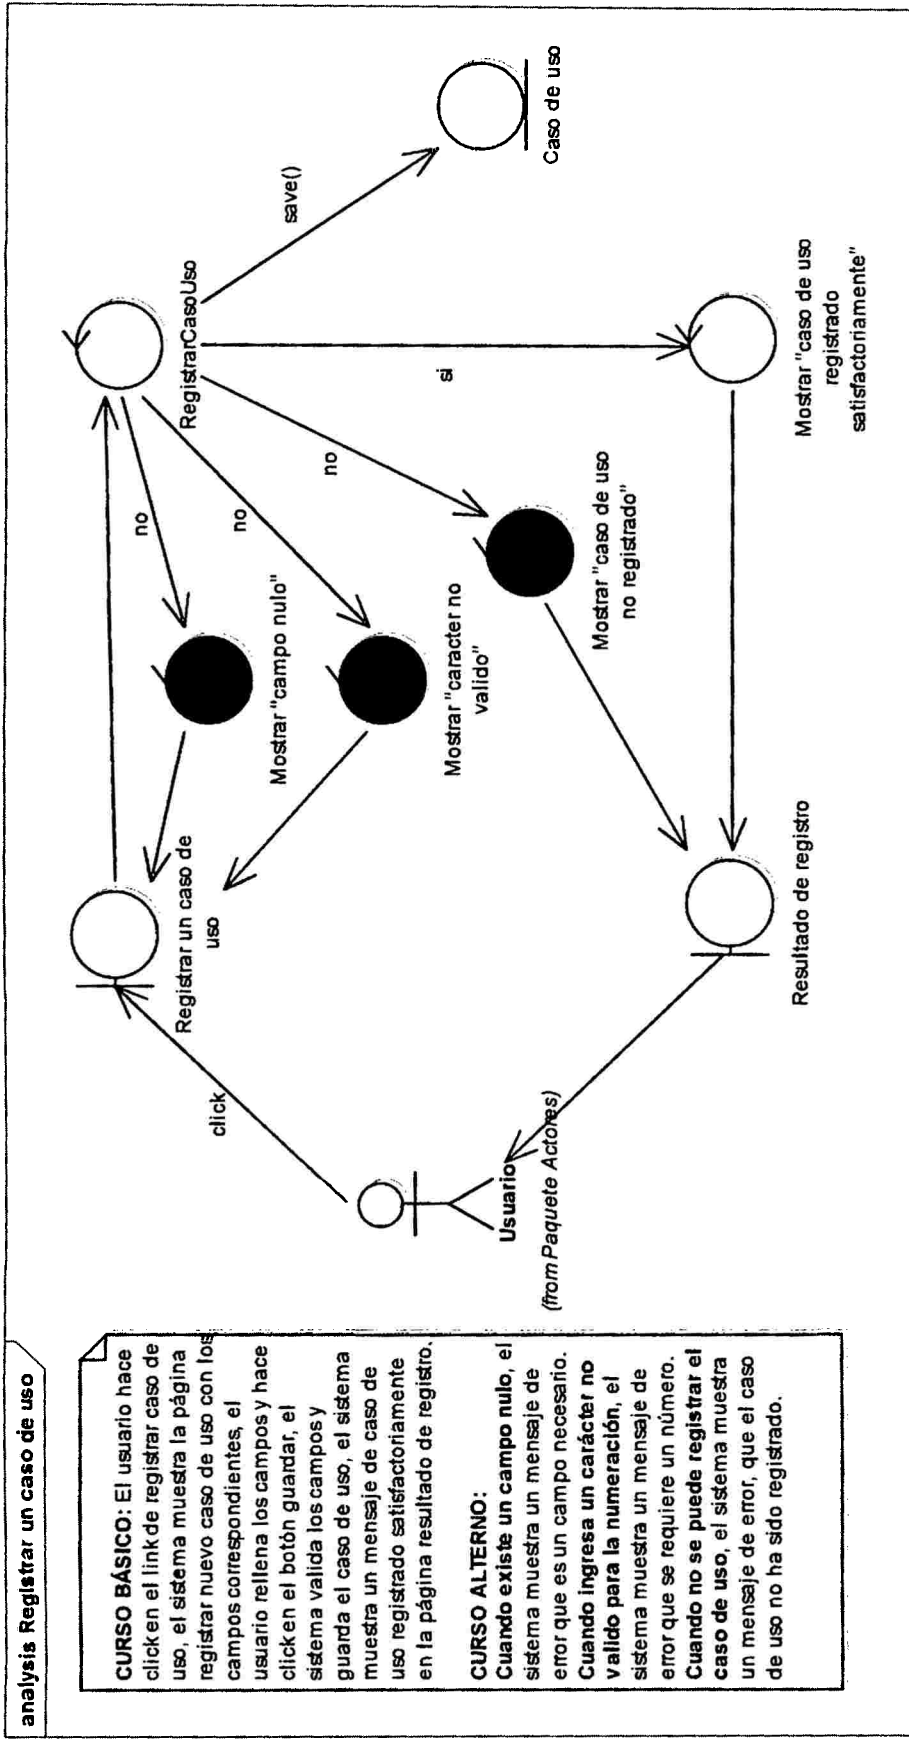 analysis Registrar un caso de uso
CURSO BÁSICO: El usuario hace
click en el link de registrar caso de
uso, el sistema muestra la página
registrar nuevo caso de uso con los
campos correspondientes, el
usuario rellena los campos y hace
click en el botón guardar, el
sistema valida los campos y
guarda el caso de uso, el sistema
muestra un mensaje de caso de
uso registrado satisfactoriamente
en la página resultado de registro.
CURSO ALTERNO:
Cuando existe un campo nulo, el
sistema muestra un mensaje de
error que es un campo necesario.
Cuando ingresa un carácter no
valido para la numeración, el
sistema muestra un mensaje de
error que se requiere un número.
Cuando no se puede registrar el
caso de uso, el sistema muestra
un mensaje de error, que el caso
de uso no ha sido registrado.
Usuario
(from Paquete Actores)
click
Registrar un caso de
uso
Resultado de registro
no
Mostrar "campo nulo"
no
Mostrar "caracter no
valido"
no
Mostrar "caso de uso
no registrado"
RegistrarCasoUso
si
Mostrar "caso de uso
registrado
satisfactoriamente"
save()
Caso de uso